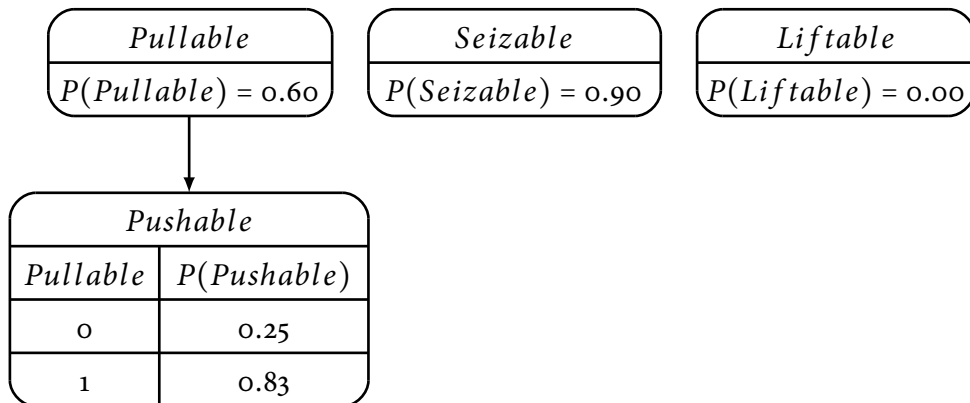 Pullable
P(Pullable) = 0.60
Seizable
P(Seizable) = 0.90
Liftable
P(Liftable) = 0.00
Pushable
Pullable P(Pushable)
0 0.25
1 0.83